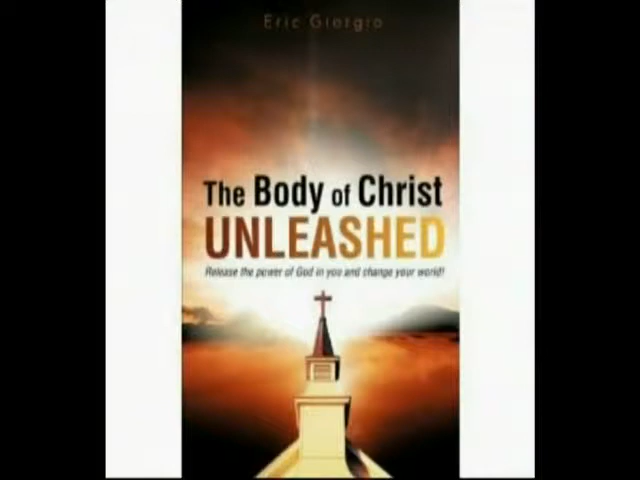 Eric Giorgio
The Body of Christ
UNLEASHED
Release the power of God in you and change your world!